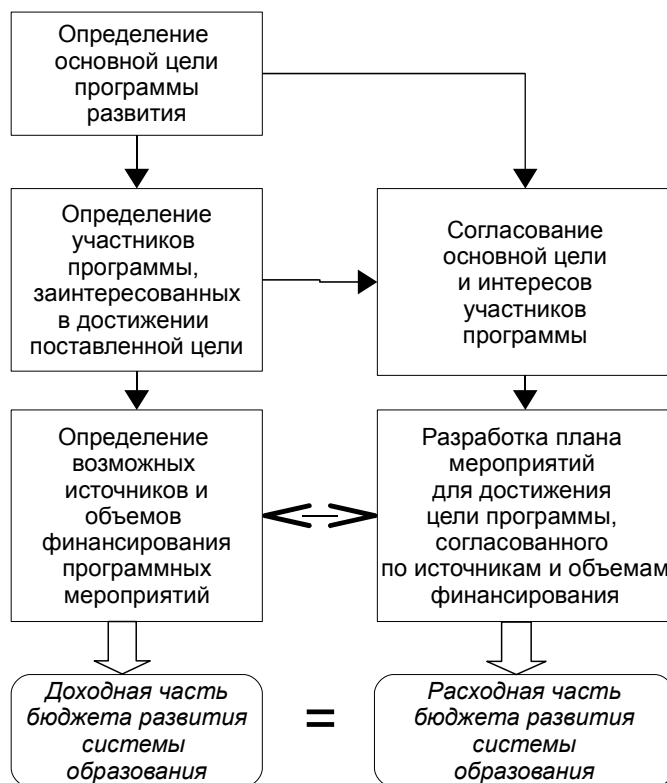 Определение
основной цели
программы
развития
Определение
участников
программы,
заинтересованных
в достижении
поставленной цели
Согласование
основной цели
и интересов
участников
программы
Определение
возможных
источников и
объемов
финансирования
программных
мероприятий
Разработка плана
мероприятий
для достижения
цели программы,
согласованного
по источникам и объемам
финансирования
Доходная часть
бюджета развития
системы
образования
=
Расходная часть
бюджета развития
системы
образования